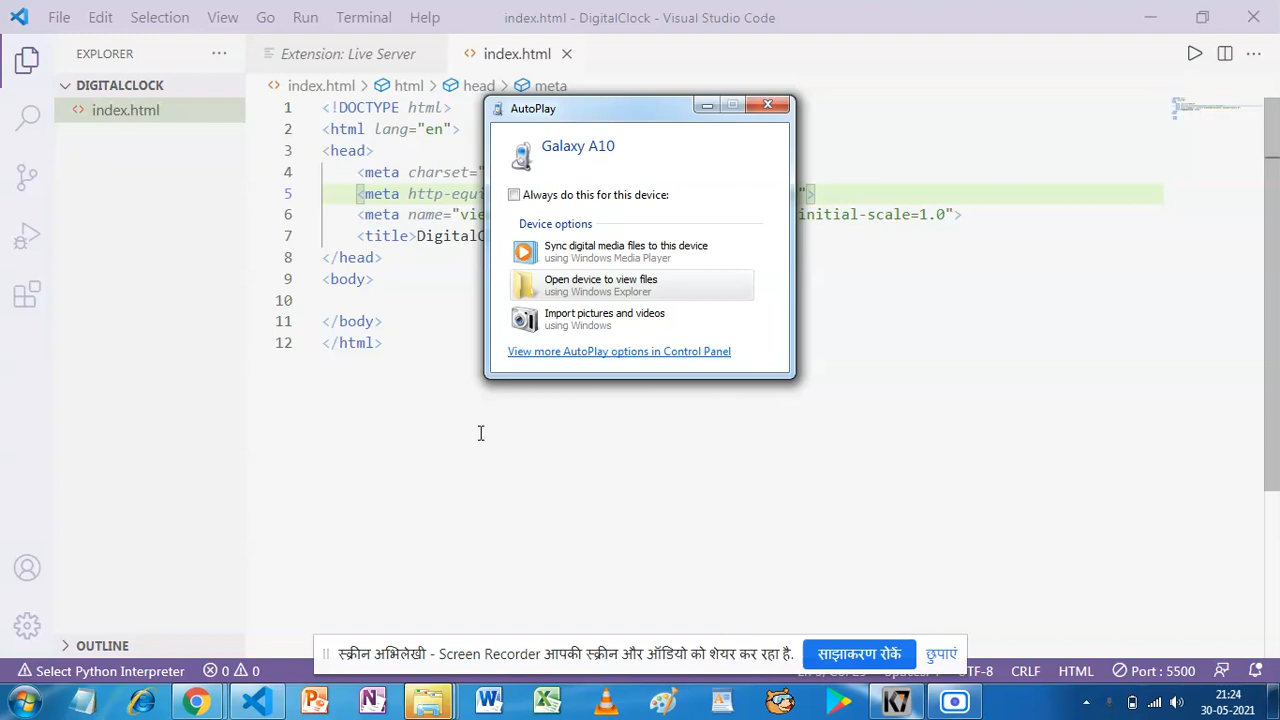 File Edit Selection View Go Run Terminal Help index.html - DigitalClock - Visual Studio Code
EXPLORER
Extension: Live Server
index.html
DIGITALCLOCK
index.html > html > head > meta
index.html
1 <!DOCTYPE html>
2 <html lang="en">
3 <head>
4 <meta charset="
5 <meta http-equi ">
6 <meta name="vie initial-scale=1.0">
7 <title>DigitalC
8 </head>
9 <body>
10
11 </body>
12 </html>
AutoPlay
Galaxy A10
Always do this for this device:
Device options
Sync digital media files to this device
using Windows Media Player
Open device to view files
using Windows Explorer
Import pictures and videos
using Windows
View more AutoPlay options in Control Panel
OUTLINE
स्क्रीन अभिलेखी - Screen Recorder आपकी स्क्रीन और ऑडियो को शेयर कर रहा है. साझाकरण रोकें छुपाएं
Select Python Interpreter 0 0 UTF-8 CRLF HTML Port : 5500
K7
21:24
30-05-2021